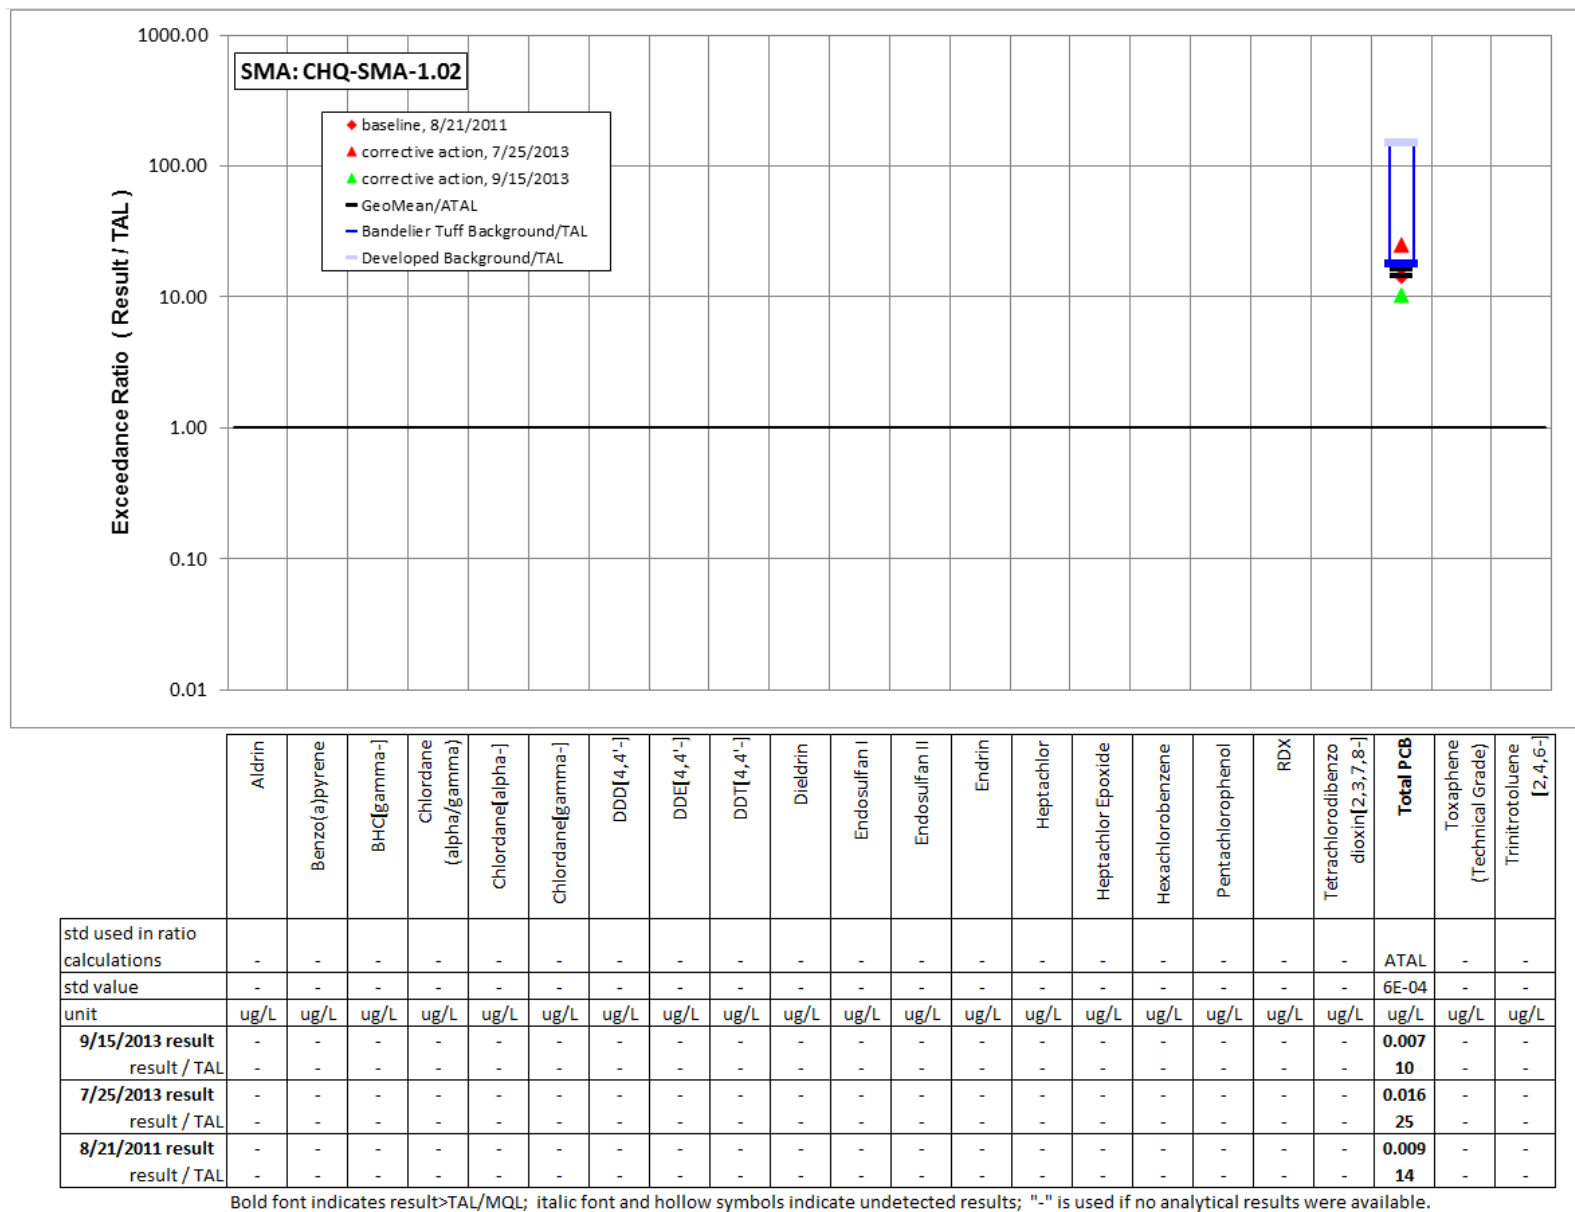 1000.00
SMA: CHQ-SMA-1.02
baseline, 8/21/2011
corrective action, 7/25/2013
corrective action, 9/15/2013
GeoMean/ATAL
Bandelier Tuff Background/TAL
Developed Background/TAL
100.00
10.00
1.00
0.10
0.01
Exceedance Ratio ( Result / TAL )
Aldrin
Benzo(a)pyrene
BHC[gamma-]
Chlordane
(alpha/gamma)
Chlordane[alpha-]
Chlordane[gamma-]
DDD[4,4'-]
DDE[4,4'-]
DDT[4,4'-]
Dieldrin
Endosulfan I
Endosulfan II
Endrin
Heptachlor
Heptachlor Epoxide
Hexachlorobenzene
Pentachlorophenol
RDX
Tetrachlorodibenzo
dioxin[2,3,7,8-]
Total PCB
Toxaphene
(Technical Grade)
Trinitrotoluene
[2,4,6-]
std used in ratio
calculations - - - - - - - - - - - - - - - - - - - ATAL - -
std value - - - - - - - - - - - - - - - - - - - 6E-04 - -
unit ug/L ug/L ug/L ug/L ug/L ug/L ug/L ug/L ug/L ug/L ug/L ug/L ug/L ug/L ug/L ug/L ug/L ug/L ug/L ug/L ug/L ug/L
9/15/2013 result - - - - - - - - - - - - - - - - - - - 0.007 - -
result / TAL - - - - - - - - - - - - - - - - - - - 10 - -
7/25/2013 result - - - - - - - - - - - - - - - - - - - 0.016 - -
result / TAL - - - - - - - - - - - - - - - - - - - 25 - -
8/21/2011 result - - - - - - - - - - - - - - - - - - - 0.009 - -
result / TAL - - - - - - - - - - - - - - - - - - - 14 - -
Bold font indicates result>TAL/MQL; italic font and hollow symbols indicate undetected results; "-" is used if no analytical results were available.